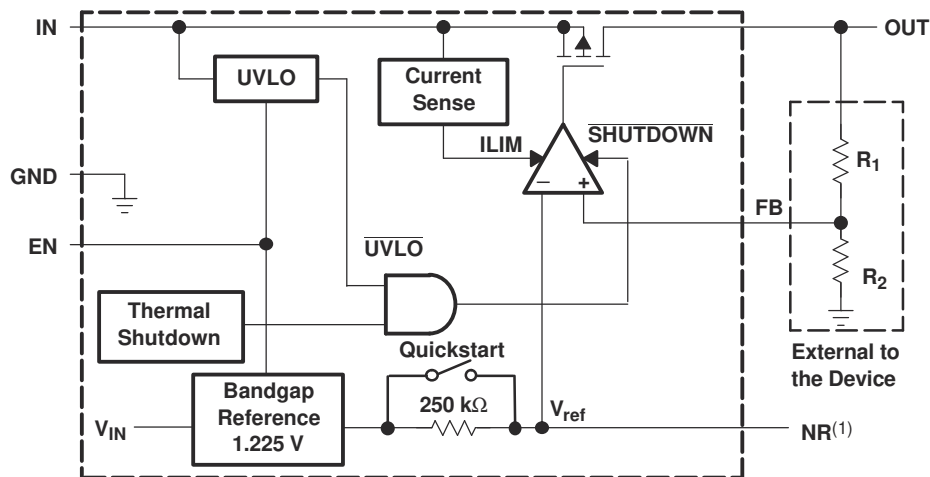 IN
OUT
UVLO
Current
Sense
SHUTDOWN
ILIM
R1
GND
− +
FB
EN
UVLO
R2
Thermal
Shutdown
Quickstart
External to
the Device
Bandgap
Reference
1.225 V
250 kΩ
Vref
VIN
NR(1)